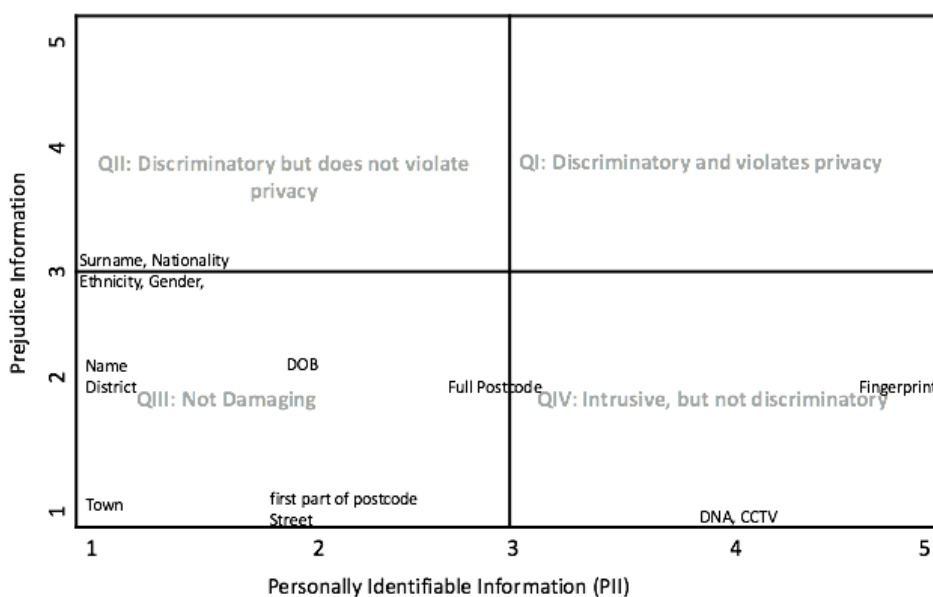 5
4
QII: Discriminatory but does not violate
privacy
QI: Discriminatory and violates privacy
Prejudice Information
Surname, Nationality
3
Ethnicity, Gender,
Name
DOB
2
District
Full Postcode
Fingerprint
QIII: Not Damaging
QIV: Intrusive, but not discriminatory
Town
first part of postcode
1
Street
DNA, CCTV
1
2
3
4
5
Personally Identifiable Information (PII)